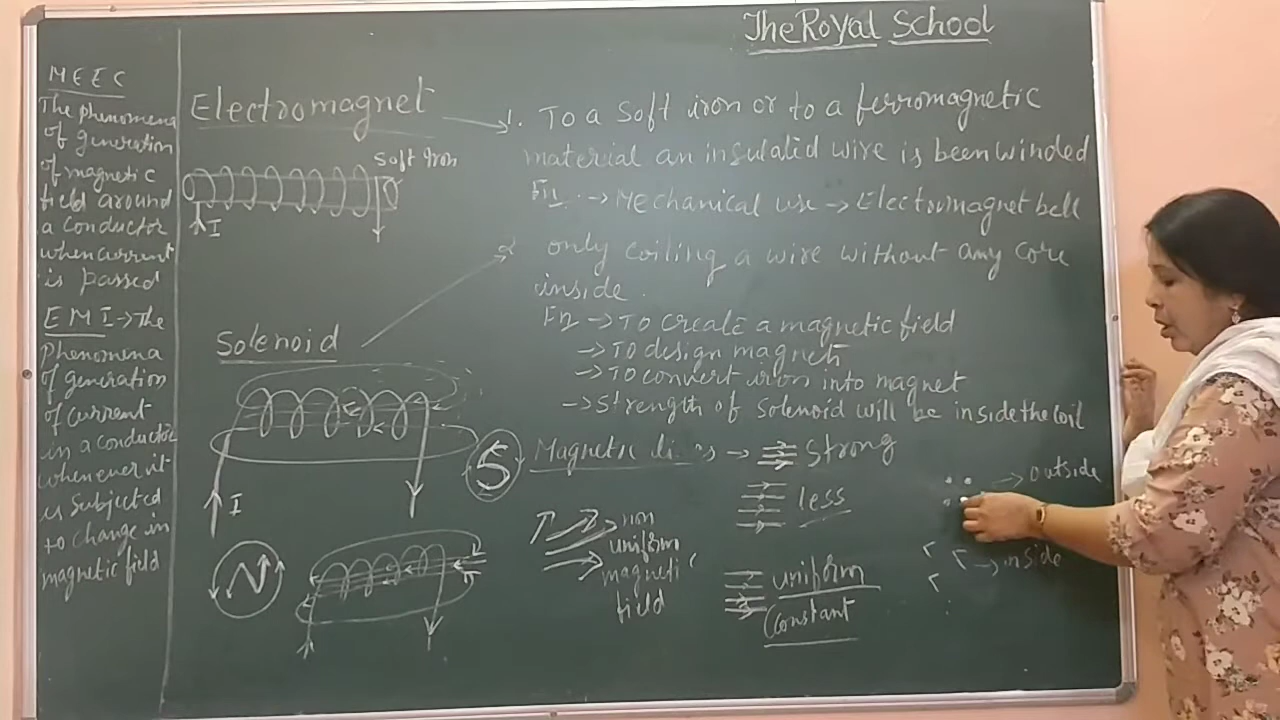 The Royal School
MEEC
The phenomena
of generation
of magnetic
field around
a conductor
when current
is passed
EMI → The
Phenomena
of generation
of current
in a conductor
whenever it
is subjected
to change in
magnetic field
Electromagnet
Soft Iron
I
Solenoid
I
S
N
1. To a soft iron or to a ferromagnetic
material an insulated wire is been winded
Fn → Mechanical use → Electromagnet bell
2. only coiling a wire without any core
inside.
Fn → To create a magnetic field
→ To design magnets
→ To convert iron into magnet
→ Strength of solenoid will be inside the coil
Magnetic lines → strong
less
non
uniform
magnetic
field
uniform
Constant
→ outside
→ inside